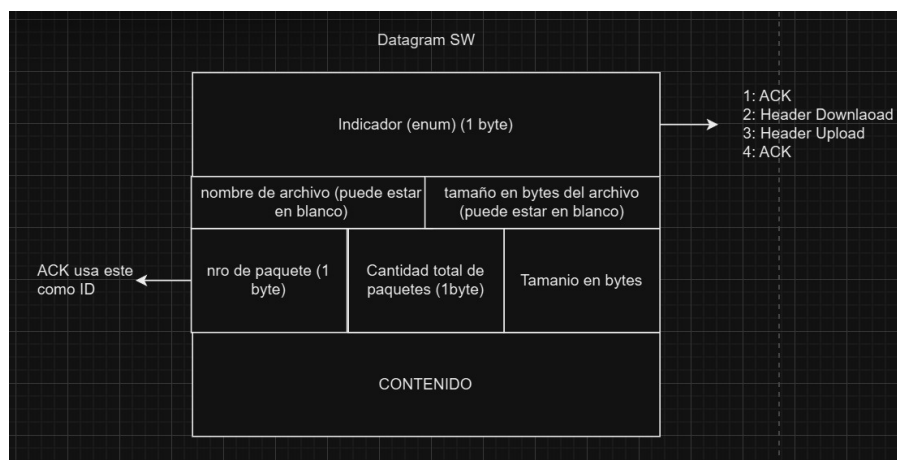 Datagram SW
Indicador (enum) (1 byte)
1: ACK
2: Header Downlaoad
3: Header Upload
4: ACK
nombre de archivo (puede estar
en blanco)
tamaño en bytes del archivo
(puede estar en blanco)
ACK usa este
como ID
nro de paquete (1
byte)
Cantidad total de
paquetes (1byte)
Tamanio en bytes
CONTENIDO